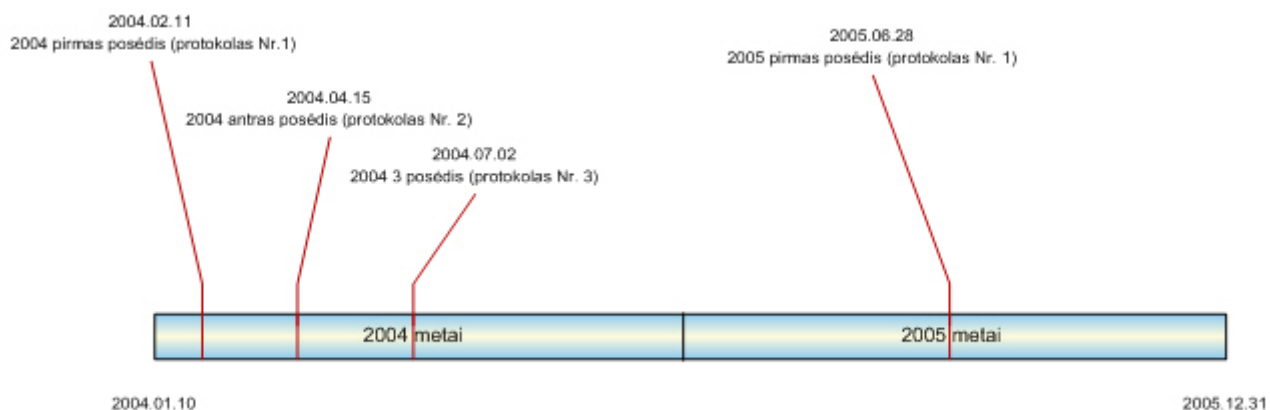 2004.02.11
2004 pirmas posėdis (protokolas Nr.1)
2004.04.15
2004 antras posėdis (protokolas Nr. 2)
2004.07.02
2004 3 posėdis (protokolas Nr. 3)
2005.06.28
2005 pirmas posėdis (protokolas Nr. 1)
2004 metai
2005 metai
2004.01.10
2005.12.31